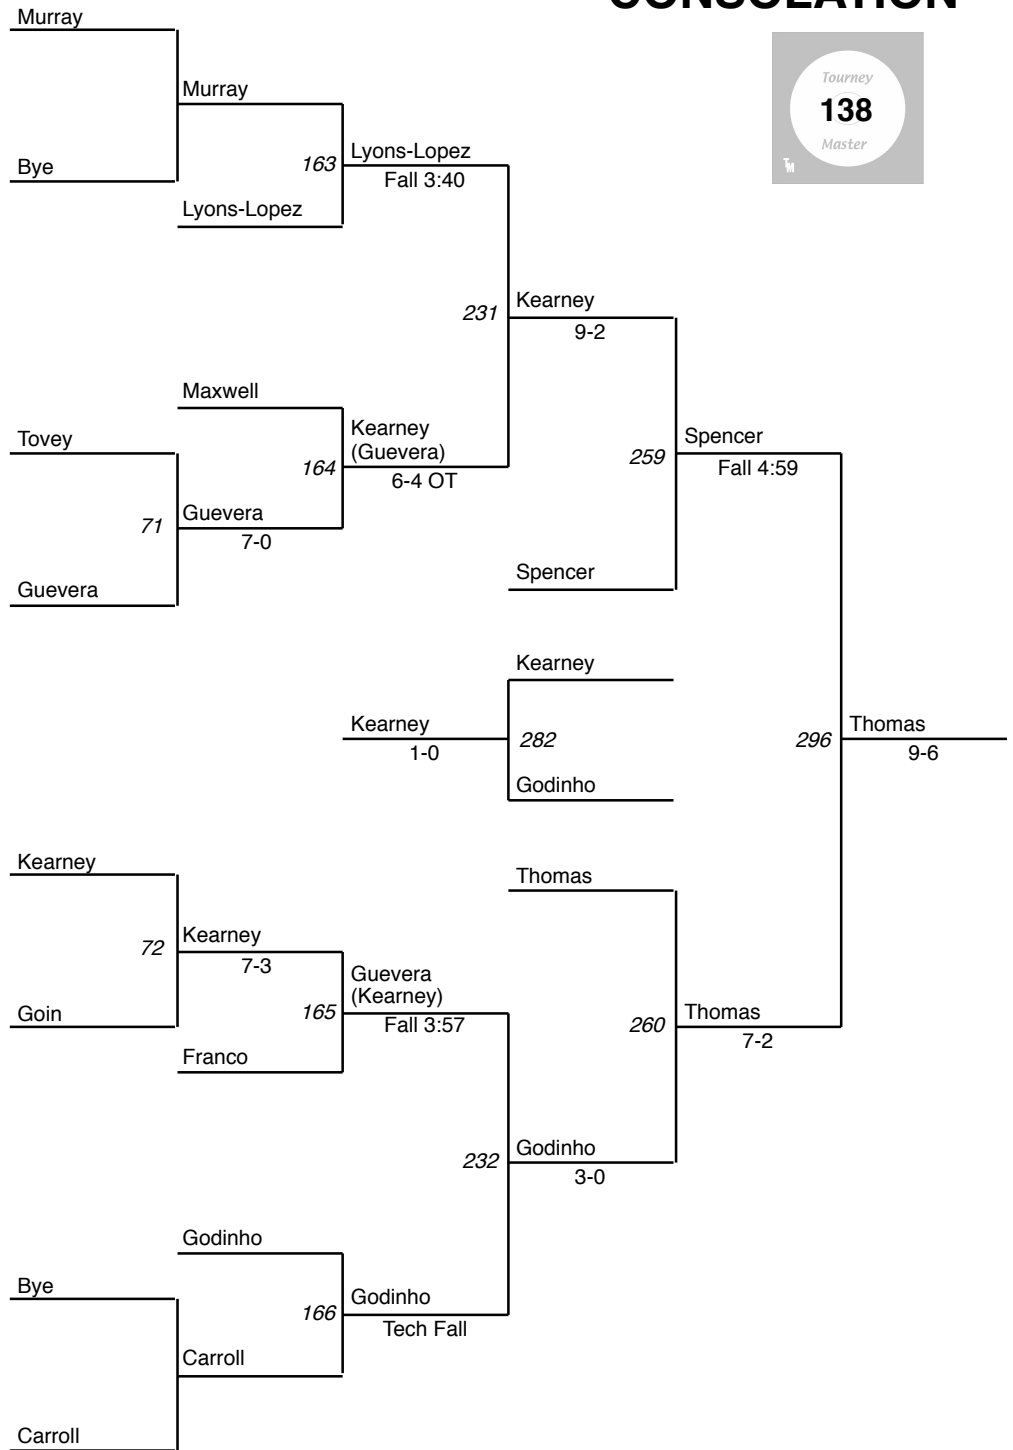 CONSOLATION
Murray
Tourney
138
Master
TM
Murray
Bye
163
Lyons-Lopez
Fall 3:40
Lyons-Lopez
231
Kearney
9-2
Maxwell
Tovey
164
Kearney
(Guevera)
6-4 OT
259
Spencer
Fall 4:59
71
Guevera
7-0
Guevera
Spencer
Kearney
Kearney
1-0
282
296
Thomas
9-6
Godinho
Kearney
Thomas
72
Kearney
7-3
Guevera
(Kearney)
Fall 3:57
Goin
165
260
Thomas
7-2
Franco
232
Godinho
3-0
Godinho
Bye
166
Godinho
Tech Fall
Carroll
Carroll